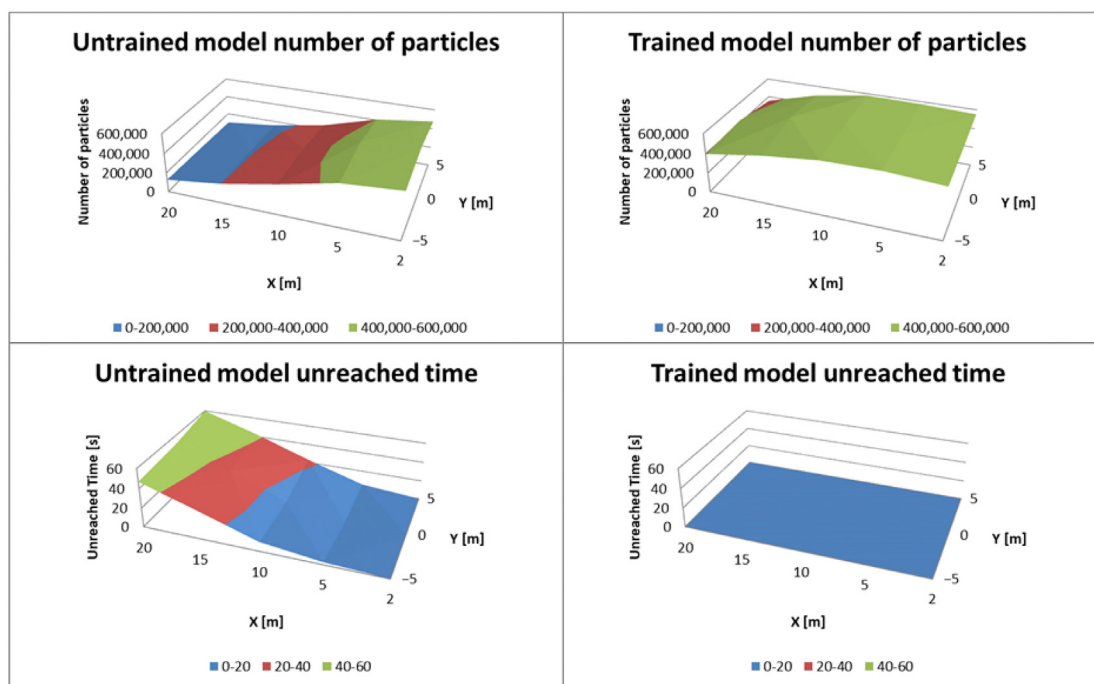 Untrained model number of particles
Number of particles
600,000
400,000
200,000
0
20
15
10
5
2
X [m]
5
0
−5
Y [m]
0-200,000 200,000-400,000 400,000-600,000
Trained model number of particles
Number of particles
600,000
400,000
200,000
0
20
15
10
5
2
X [m]
5
0
−5
Y [m]
0-200,000 200,000-400,000 400,000-600,000
Untrained model unreached time
Unreached Time [s]
60
40
20
0
20
15
10
5
2
X [m]
5
0
−5
Y [m]
0-20 20-40 40-60
Trained model unreached time
Unreached Time [s]
60
40
20
0
20
15
10
5
2
X [m]
5
0
−5
Y [m]
0-20 20-40 40-60